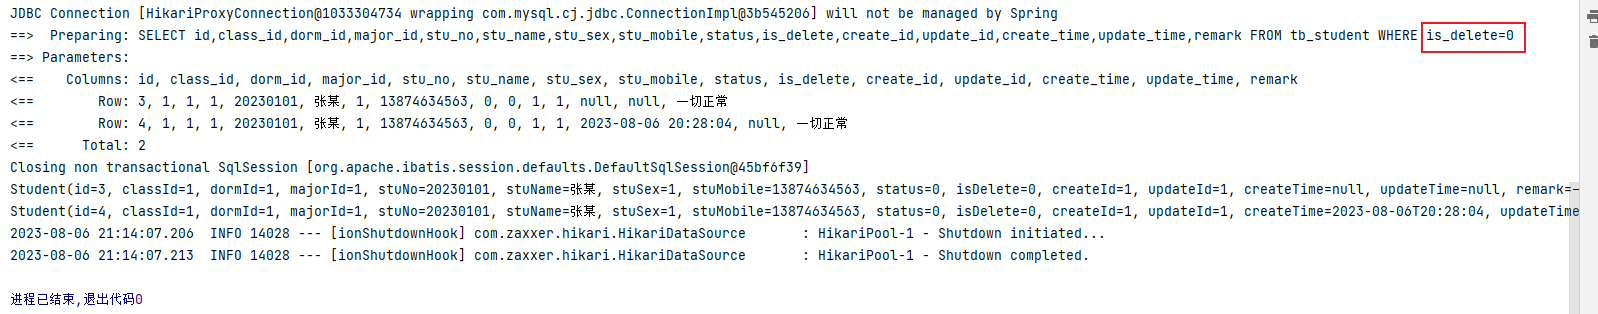 JDBC Connection [HikariProxyConnection@1033304734 wrapping com.mysql.cj.jdbc.ConnectionImpl@3b545206] will not be managed by Spring
==>  Preparing: SELECT id,class_id,dorm_id,major_id,stu_no,stu_name,stu_sex,stu_mobile,status,is_delete,create_id,update_id,create_time,update_time,remark FROM tb_student WHERE is_delete=0
==> Parameters:
<==    Columns: id, class_id, dorm_id, major_id, stu_no, stu_name, stu_sex, stu_mobile, status, is_delete, create_id, update_id, create_time, update_time, remark
<==        Row: 3, 1, 1, 1, 20230101, 张某, 1, 13874634563, 0, 0, 1, 1, null, null, 一切正常
<==        Row: 4, 1, 1, 1, 20230101, 张某, 1, 13874634563, 0, 0, 1, 1, 2023-08-06 20:28:04, null, 一切正常
<==      Total: 2
Closing non transactional SqlSession [org.apache.ibatis.session.defaults.DefaultSqlSession@45bf6f39]
Student(id=3, classId=1, dormId=1, majorId=1, stuNo=20230101, stuName=张某, stuSex=1, stuMobile=13874634563, status=0, isDelete=0, createId=1, updateId=1, createTime=null, updateTime=null, remark=
Student(id=4, classId=1, dormId=1, majorId=1, stuNo=20230101, stuName=张某, stuSex=1, stuMobile=13874634563, status=0, isDelete=0, createId=1, updateId=1, createTime=2023-08-06T20:28:04, updateTime
2023-08-06 21:14:07.206  INFO 14028 --- [ionShutdownHook] com.zaxxer.hikari.HikariDataSource       : HikariPool-1 - Shutdown initiated...
2023-08-06 21:14:07.213  INFO 14028 --- [ionShutdownHook] com.zaxxer.hikari.HikariDataSource       : HikariPool-1 - Shutdown completed.
进程已结束,退出代码0